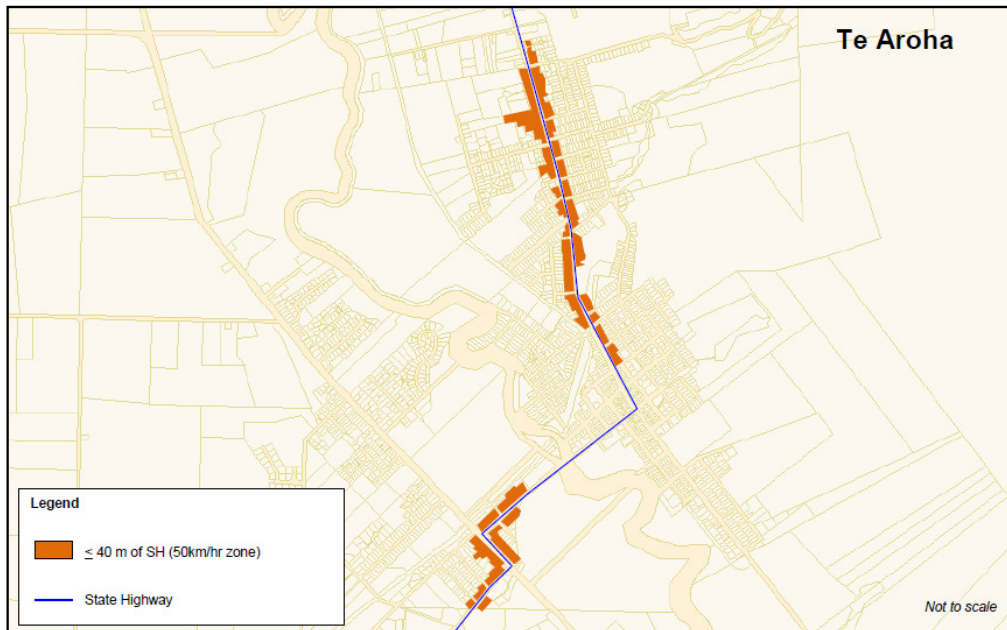 Te Aroha
Legend
≤ 40 m of SH (50km/hr zone)
State Highway
Not to scale